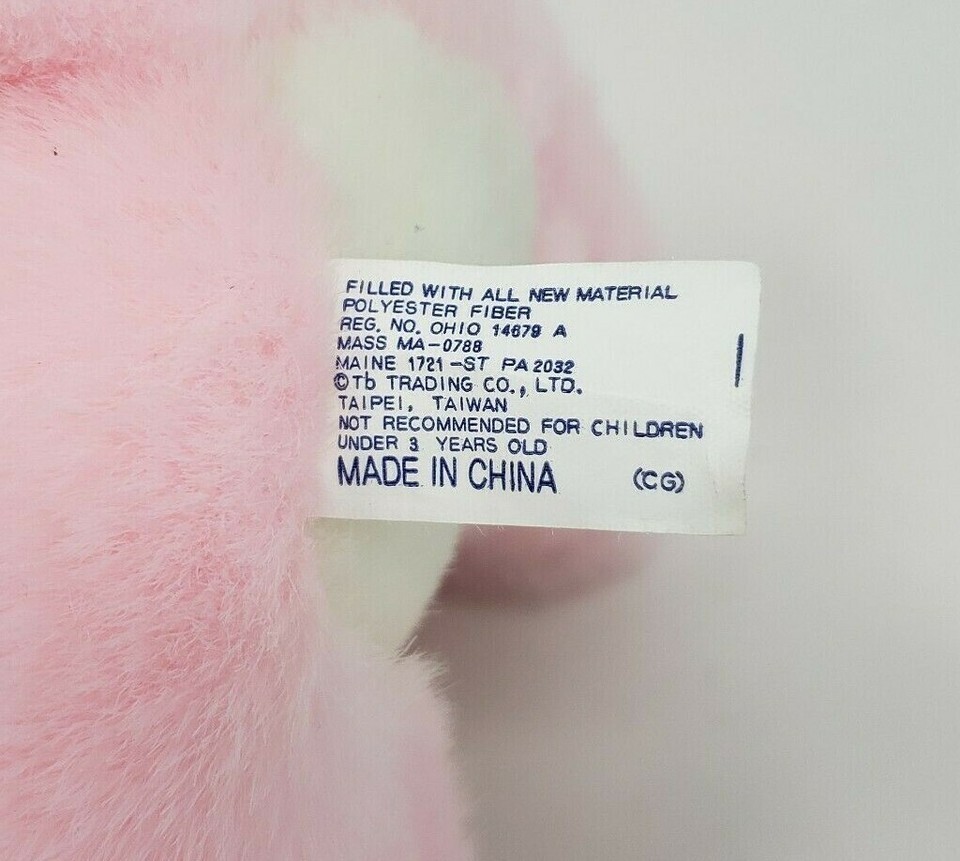 FILLED WITH ALL NEW MATERIAL
POLYESTER FIBER
REG. NO. OHIO 14679 A
MASS MA-0788
MAINE 1721-ST PA 2032
©Tb TRADING CO., LTD.
TAIPEI, TAIWAN
NOT RECOMMENDED FOR CHILDREN
UNDER 3 YEARS OLD
MADE IN CHINA (CG)